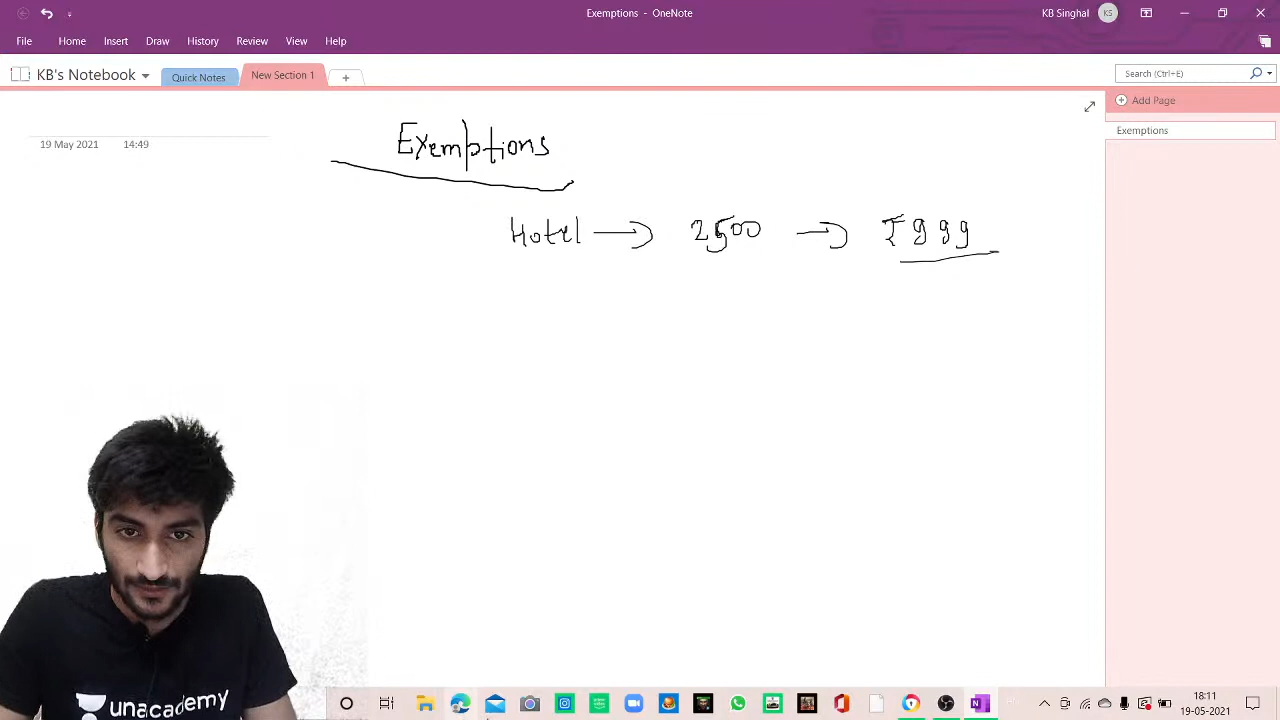 Exemptions - OneNote
KB Singhal KS
File Home Insert Draw History Review View Help
KB's Notebook Quick Notes New Section 1 +
Search (Ctrl+E)
Add Page
Exemptions
19 May 2021 14:49
Exemptions
Hotel → 2500 → ₹999
unacademy
18:11
19-05-2021